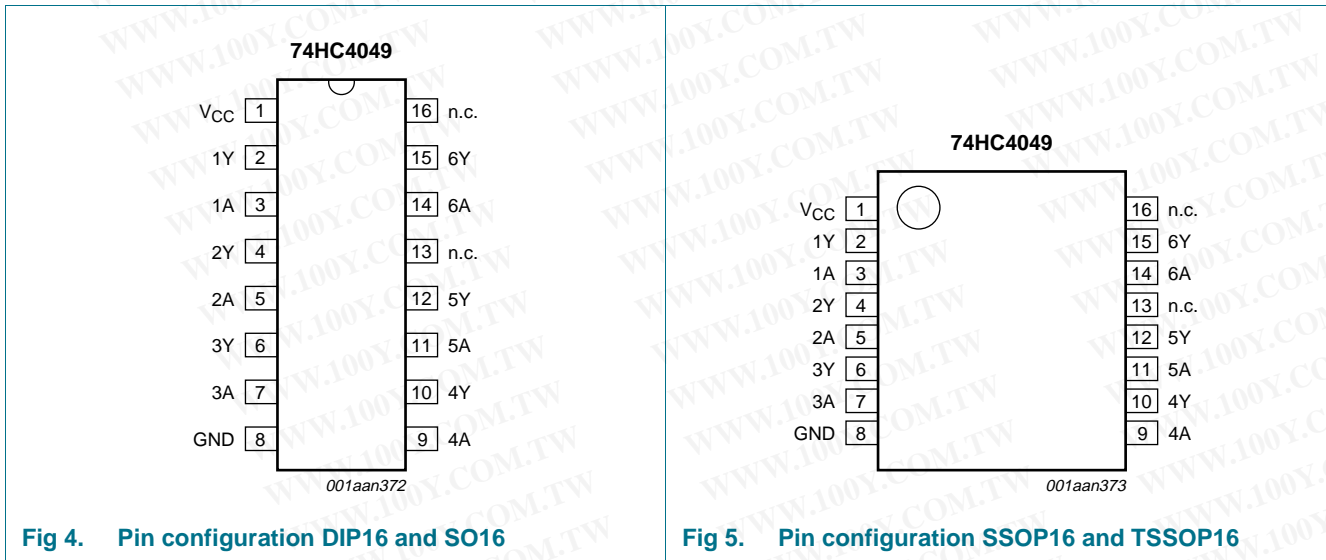 74HC4049
VCC 1
16 n.c.
1Y 2
15 6Y
1A 3
14 6A
2Y 4
13 n.c.
2A 5
12 5Y
3Y 6
11 5A
3A 7
10 4Y
GND 8
9 4A
001aan372
Fig 4. Pin configuration DIP16 and SO16
74HC4049
VCC 1
16 n.c.
1Y 2
15 6Y
1A 3
14 6A
2Y 4
13 n.c.
2A 5
12 5Y
3Y 6
11 5A
3A 7
10 4Y
GND 8
9 4A
001aan373
Fig 5. Pin configuration SSOP16 and TSSOP16
WWW.100Y.COM.TW